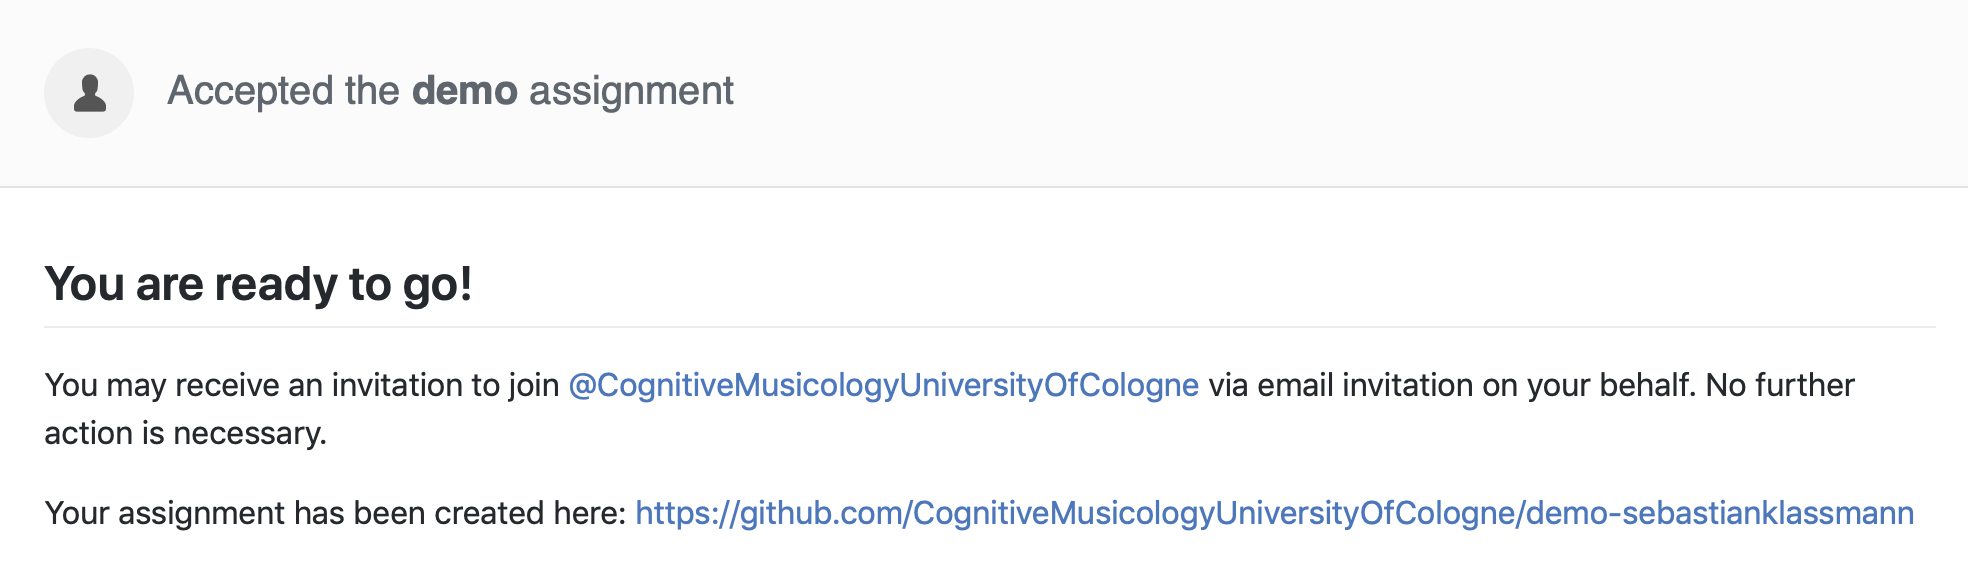 Accepted the demo assignment
You are ready to go!
You may receive an invitation to join @CognitiveMusicologyUniversityOfCologne via email invitation on your behalf. No further
action is necessary.
Your assignment has been created here: https://github.com/CognitiveMusicologyUniversityOfCologne/demo-sebastianklassmann